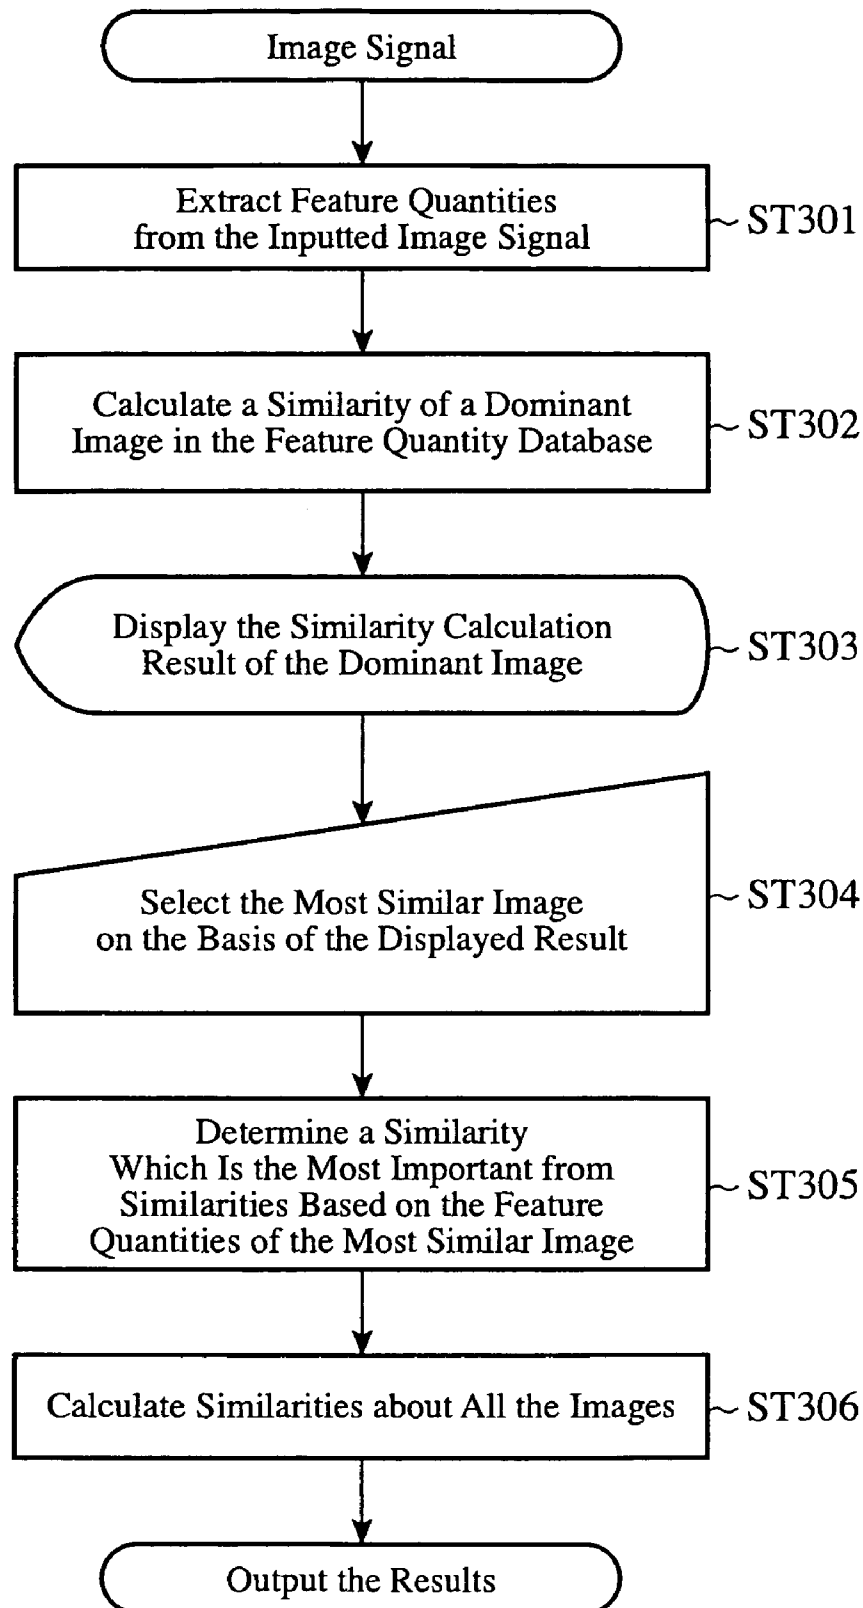 Image Signal
Extract Feature Quantities
from the Inputted Image Signal
ST301
Calculate a Similarity of a Dominant
Image in the Feature Quantity Database
ST302
Display the Similarity Calculation
Result of the Dominant Image
ST303
Select the Most Similar Image
on the Basis of the Displayed Result
ST304
Determine a Similarity
Which Is the Most Important from
Similarities Based on the Feature
Quantities of the Most Similar Image
ST305
Calculate Similarities about All the Images
ST306
Output the Results